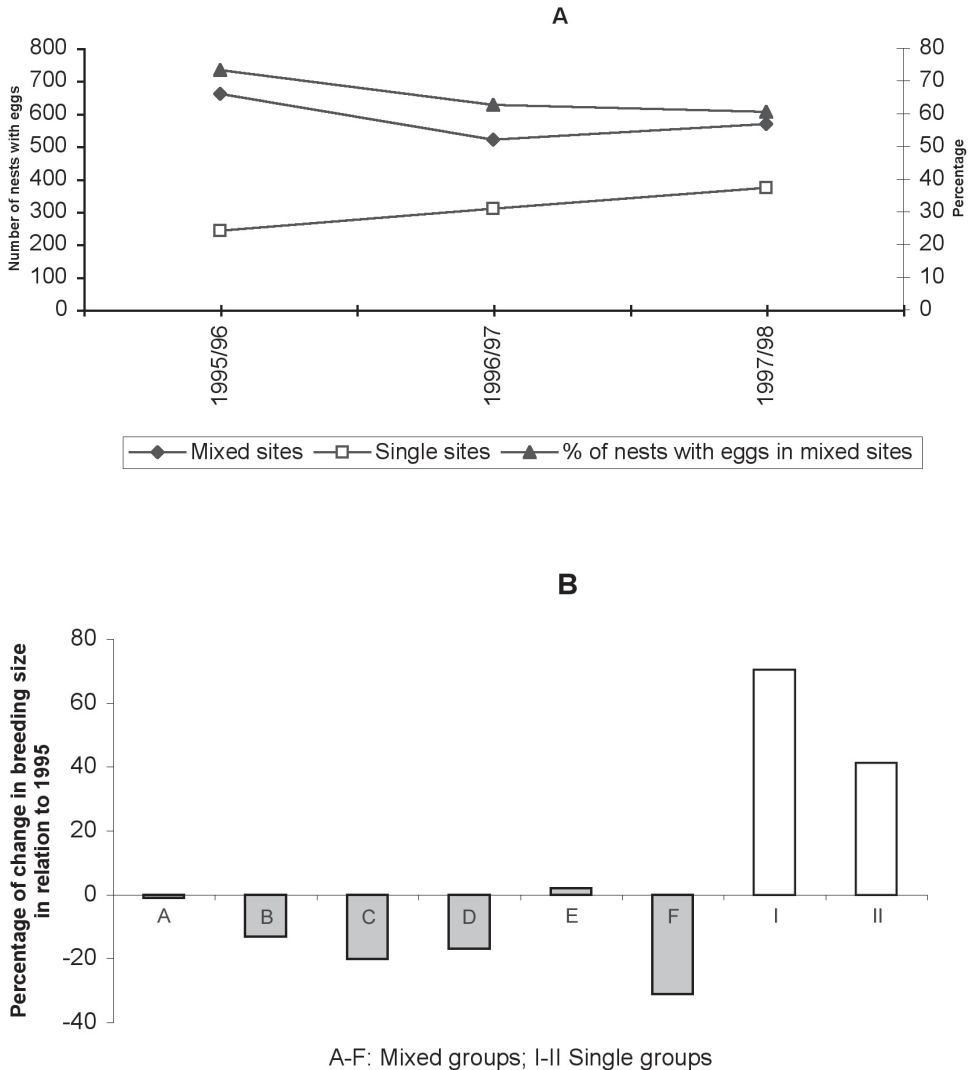 A
800
700
600
500
400
300
200
100
0
Number of nests with eggs
80
70
60
50
40
30
20
10
0
Percentage
1995/96
1996/97
1997/98
Mixed sites
Single sites
% of nests with eggs in mixed sites
B
Percentage of change in breeding size
in relation to 1995
80
60
40
20
0
-20
-40
A
B
C
D
E
F
I
II
A-F: Mixed groups; I-II Single groups